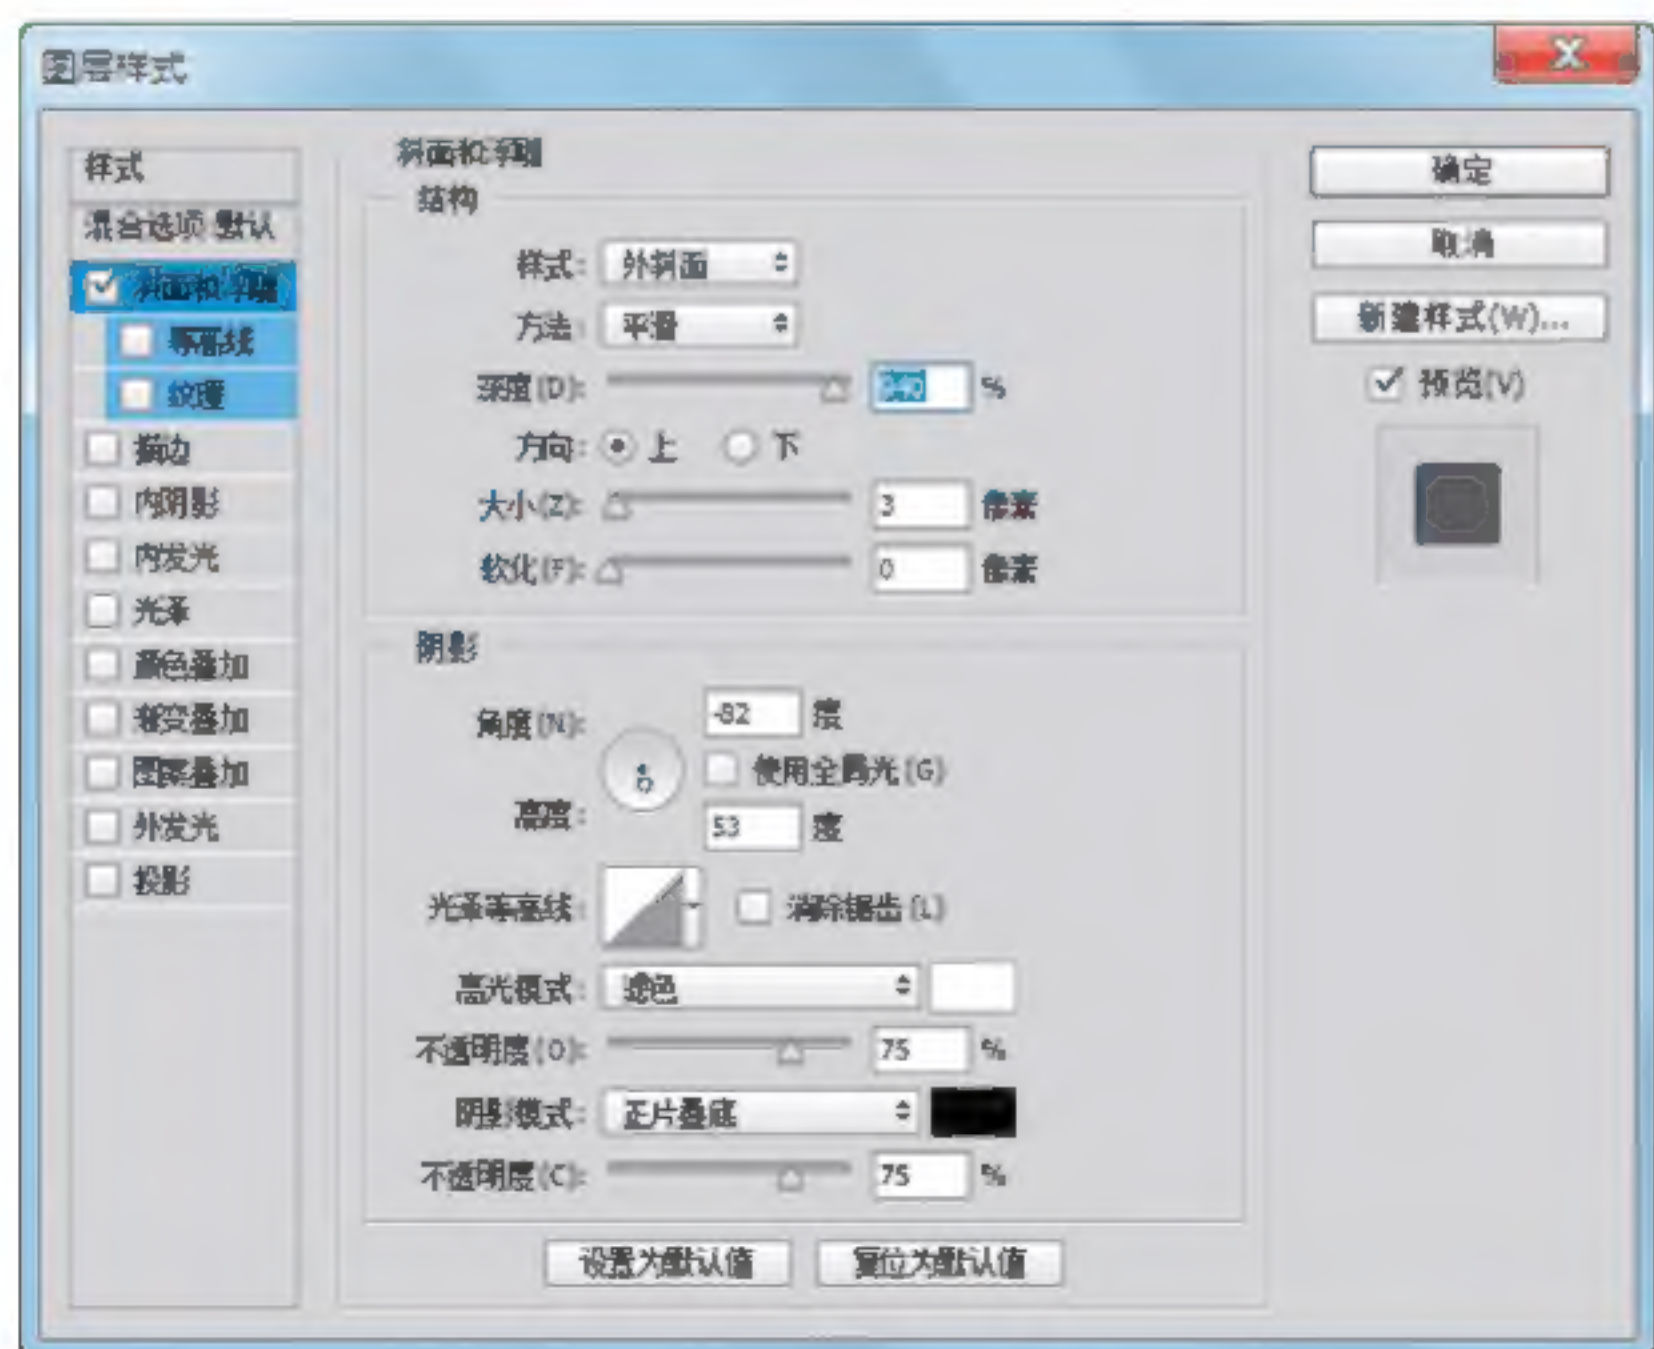 图层样式
样式
混合选项:默认
斜面和浮雕
等高线
纹理
描边
内阴影
内发光
光泽
颜色叠加
渐变叠加
图案叠加
外发光
投影
斜面和浮雕
结构
样式: 外斜面
方法: 平滑
深度(D): %
方向: 上 下
大小(Z): 3 像素
软化(F): 0 像素
阴影
角度(N): -82 度
使用全局光(G)
高度: 53 度
光泽等高线: 消除锯齿(L)
高光模式: 滤色
不透明度(O): 75 %
阴影模式: 正片叠底
不透明度(C): 75 %
设置为默认值 复位为默认值
确定
取消
新建样式(W)...
预览(V)